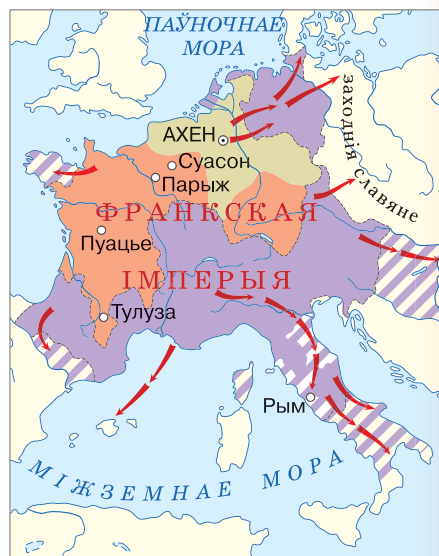 ПАЎНОЧНАЕ
МОРА
заходнія славяне
АХЕН
Суасон
Парыж
ФРАНКСКАЯ
Пуацье
ІМПЕРЫЯ
Тулуза
Рым
МІЖЗЕМНАЕ МОРА